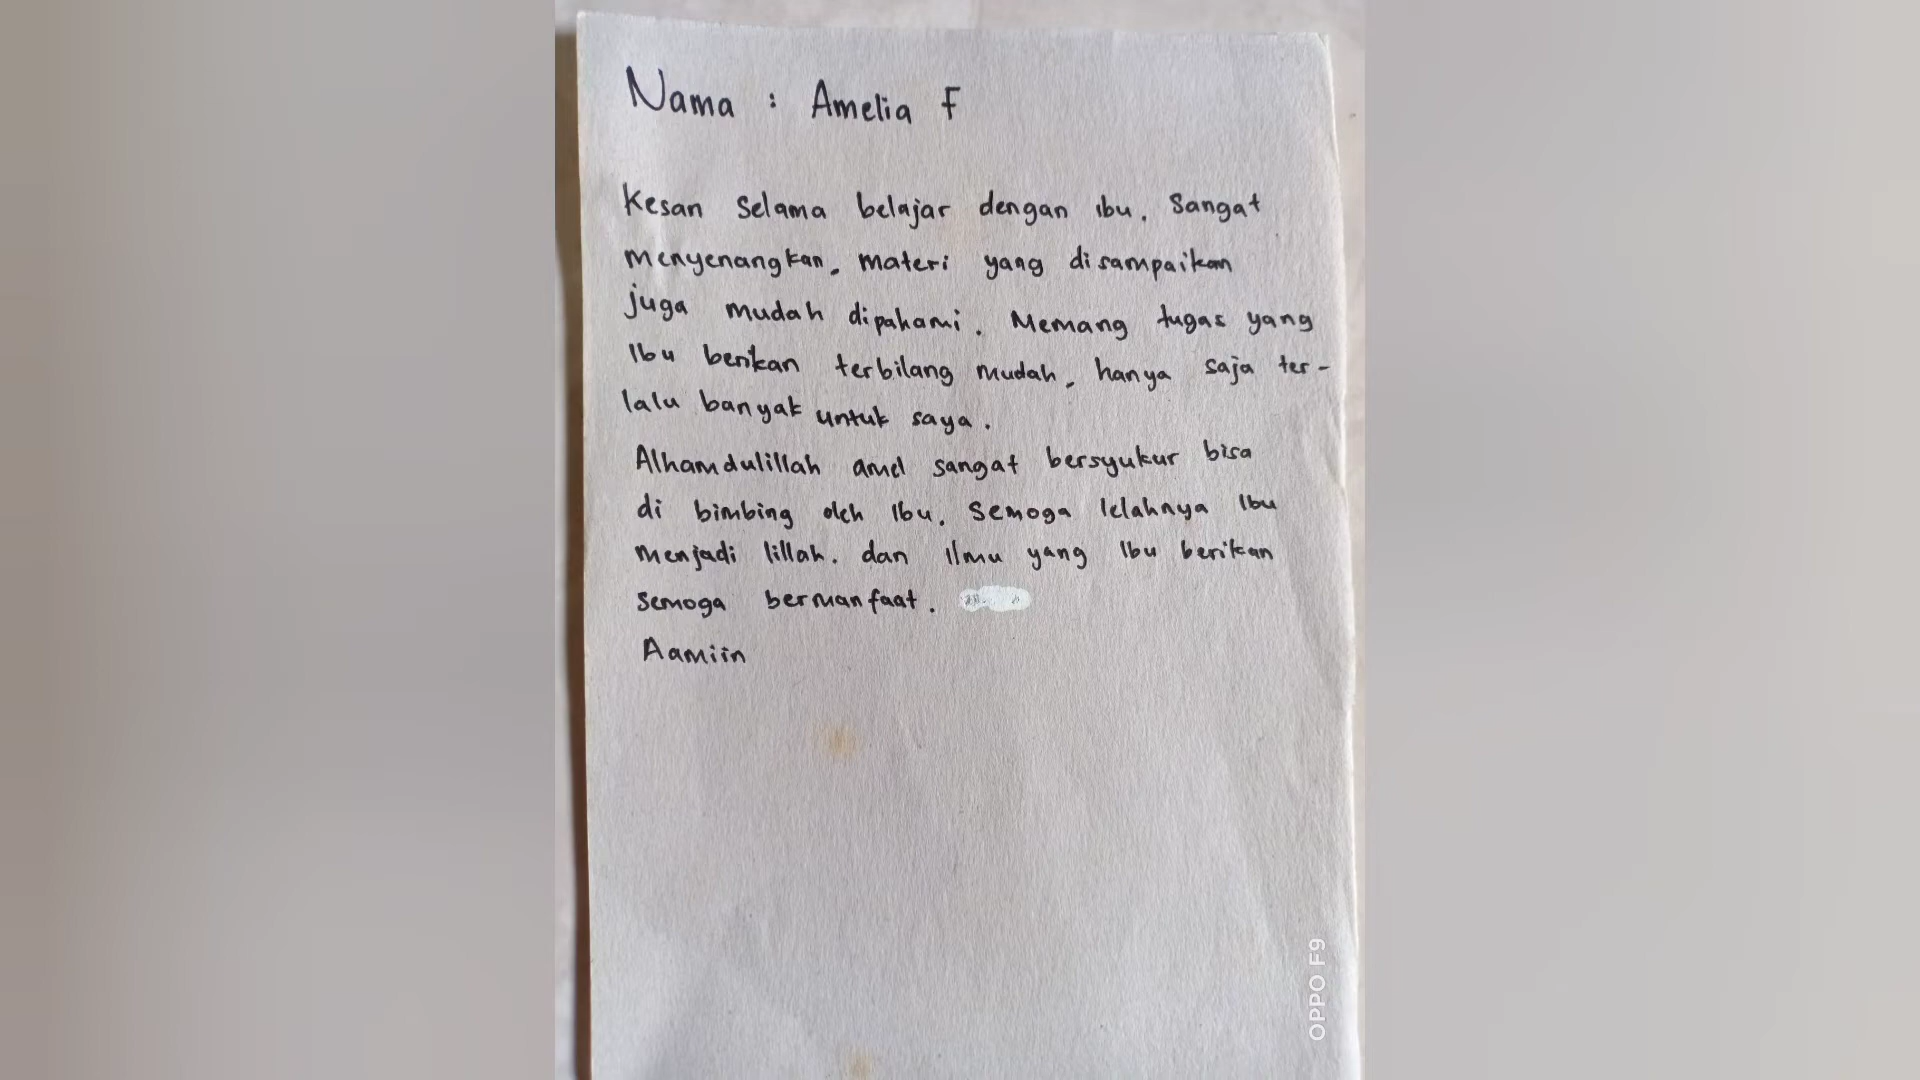 Nama : Amelia F
Kesan Selama belajar dengan ibu. Sangat
menyenangkan, materi yang disampaikan
juga mudah dipahami. Memang tugas yang
Ibu berikan terbilang mudah, hanya saja ter-
lalu banyak untuk saya.
Alhamdulillah amel sangat bersyukur bisa
di bimbing oleh Ibu. Semoga lelahnya Ibu
menjadi lillah. dan ilmu yang Ibu berikan
semoga bermanfaat.
Aamiin
OPPO F9